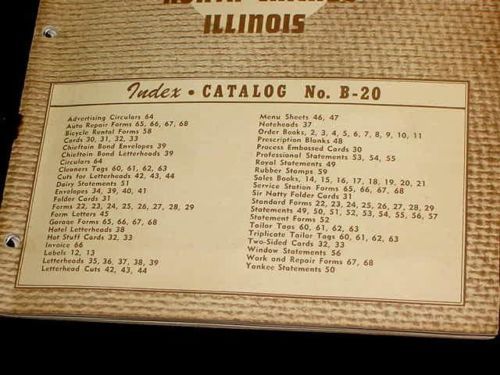 ILLINOIS
Index • CATALOG No. B-20
Advertising Circulars 64
Auto Repair Forms 65, 66, 67, 68
Bicycle Rental Forms 58
Cards 30, 31, 32, 33
Chieftain Bond Envelopes 39
Chieftain Bond Letterheads 39
Circulars 64
Cleaners Tags 60, 61, 62, 63
Cuts for Letterheads 42, 43, 44
Dairy Statements 51
Envelopes 34, 39, 40, 41
Folder Cards 31
Forms 22, 23, 24, 25, 26, 27, 28, 29
Form Letters 45
Garage Forms 65, 66, 67, 68
Hotel Letterheads 38
Hot Stuff Cards 32, 33
Invoice 66
Labels 12, 13
Letterheads 35, 36, 37, 38, 39
Letterhead Cuts 42, 43, 44
Menu Sheets 46, 47
Noteheads 37
Order Books, 2, 3, 4, 5, 6, 7, 8, 9, 10, 11
Prescription Blanks 48
Process Embossed Cards 30
Professional Statements 53, 54, 55
Royal Statements 49
Rubber Stamps 59
Sales Books, 14, 15, 16, 17, 18, 19, 20, 21
Service Station Forms 65, 66, 67, 68
Sir Natty Folder Cards 31
Standard Forms 22, 23, 24, 25, 26, 27, 28, 29
Statements 49, 50, 51, 52, 53, 54, 55, 56, 57
Statement Forms 52
Tailor Tags 60, 61, 62, 63
Triplicate Tailor Tags 60, 61, 62, 63
Two-Sided Cards 32, 33
Window Statements 56
Work and Repair Forms 67, 68
Yankee Statements 50